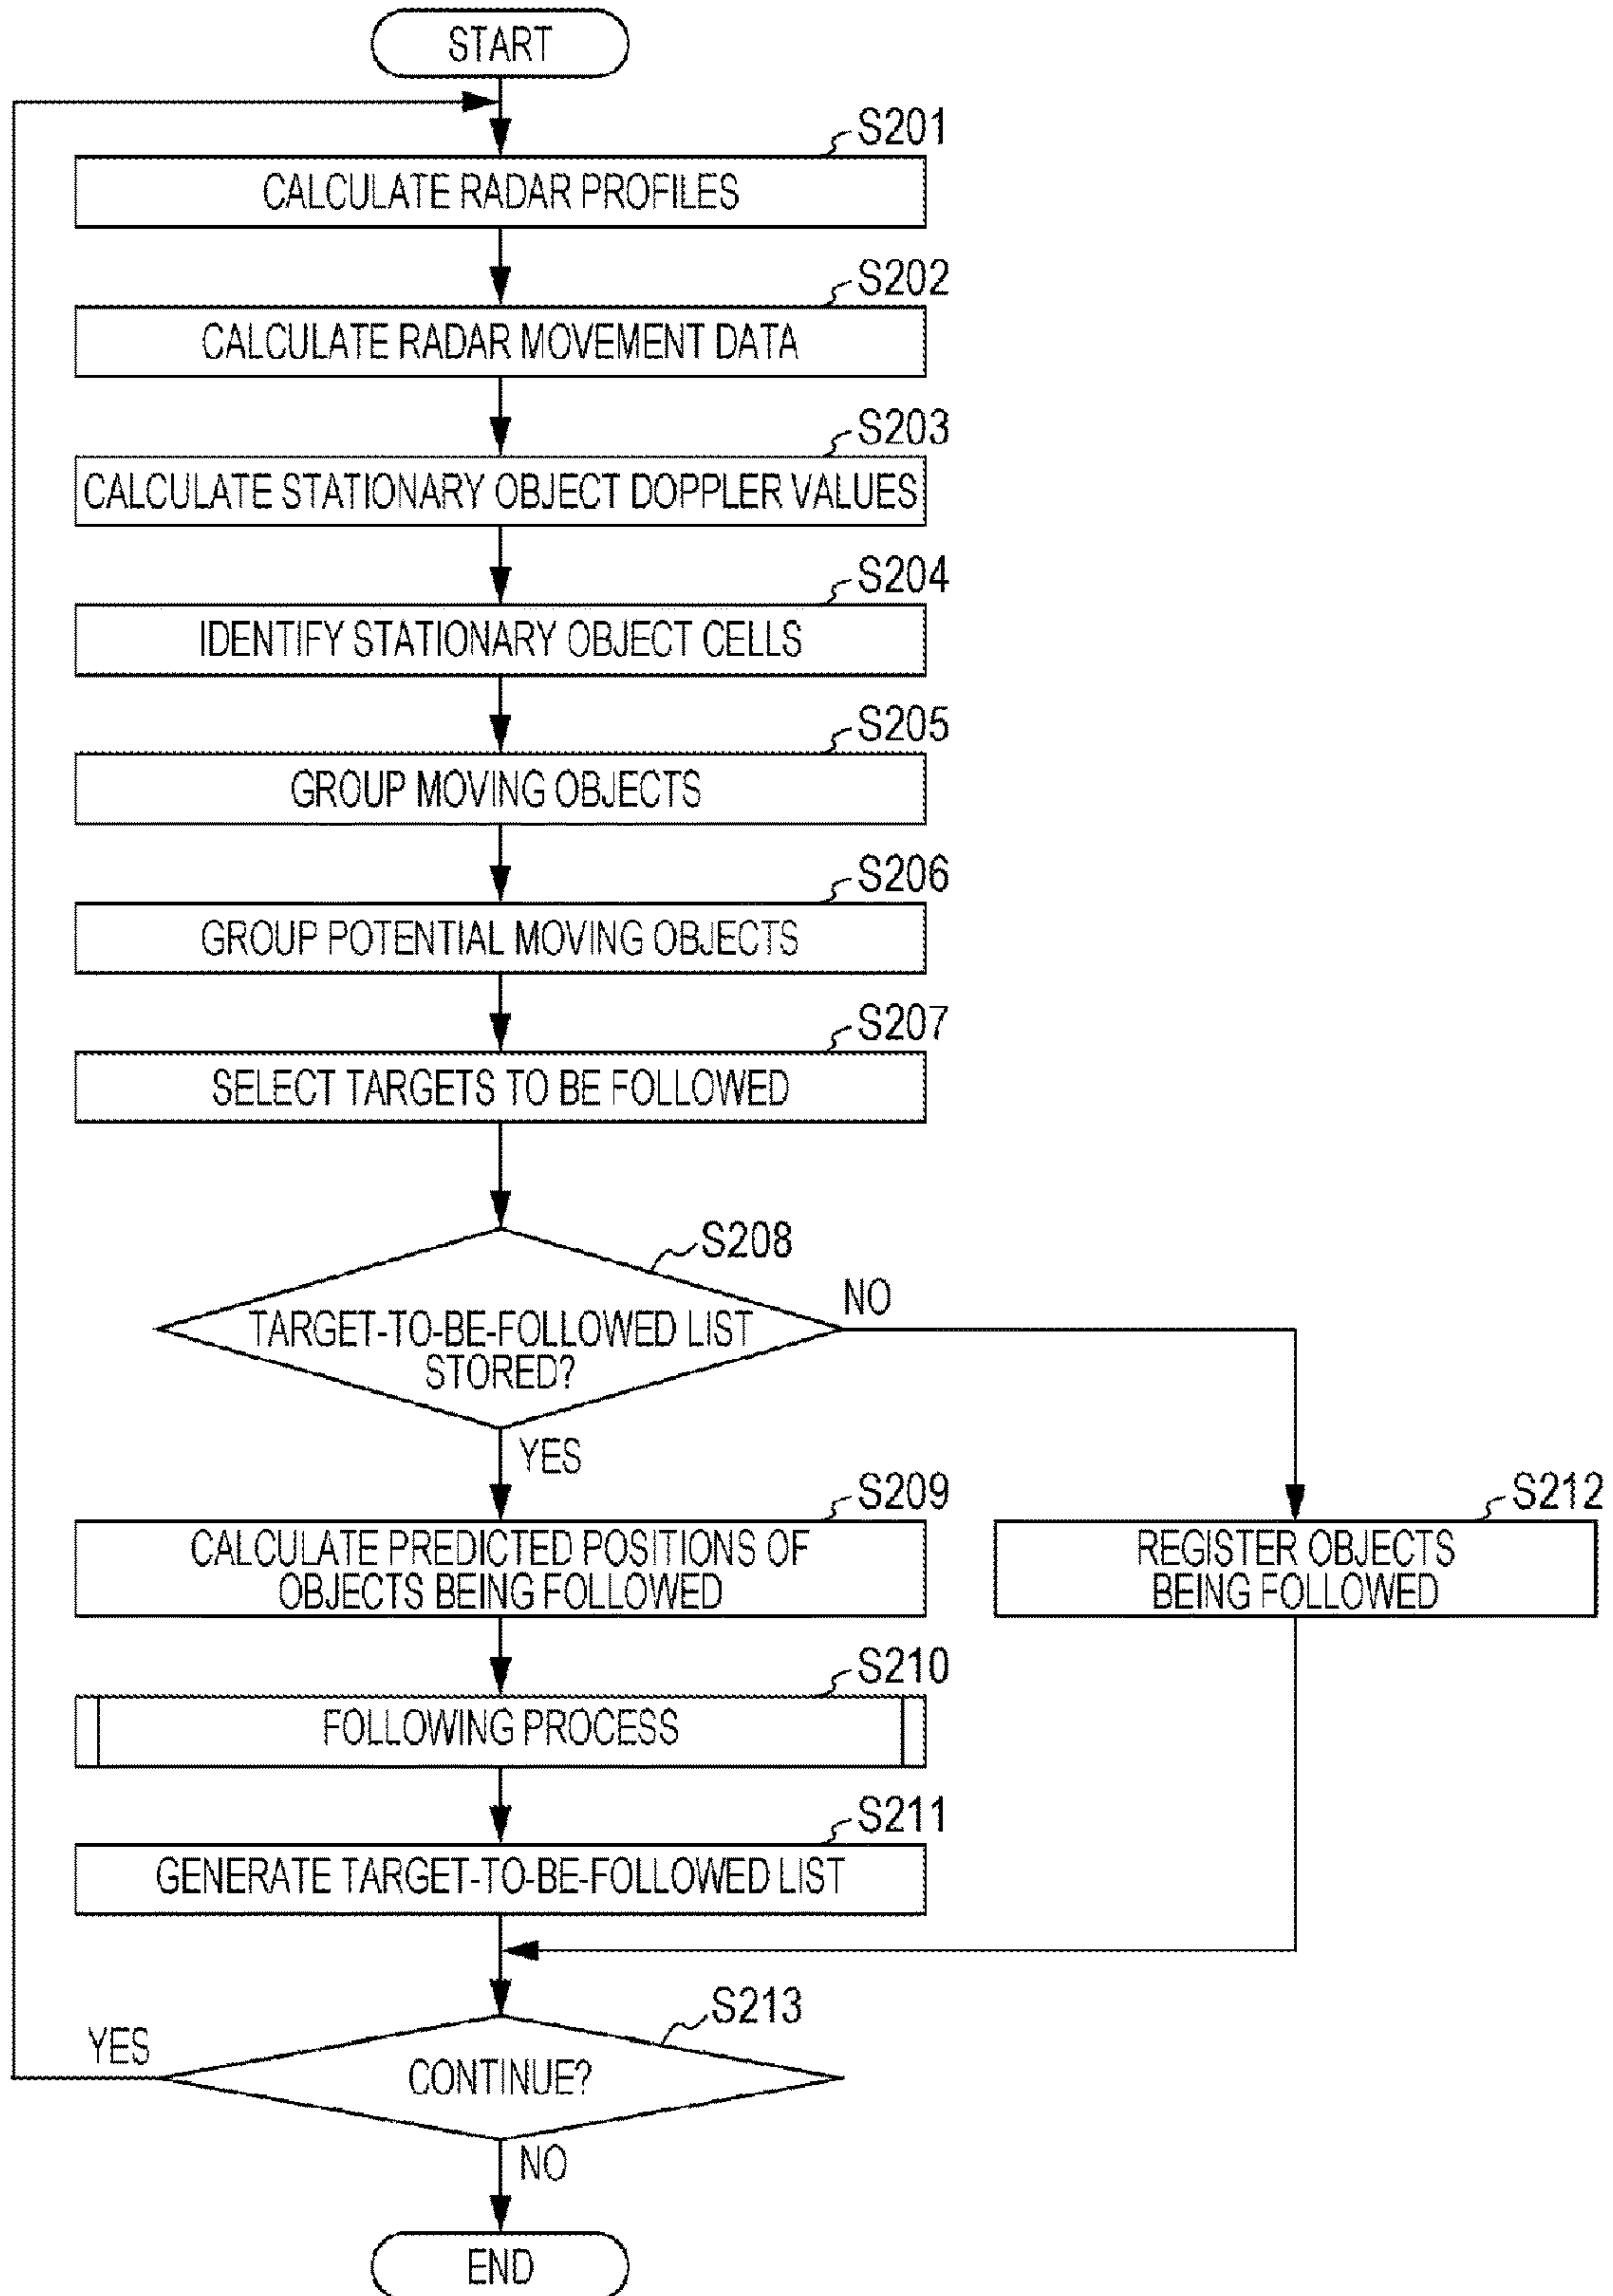 START
S201
CALCULATE RADAR PROFILES
S202
CALCULATE RADAR MOVEMENT DATA
S203
CALCULATE STATIONARY OBJECT DOPPLER VALUES
S204
IDENTIFY STATIONARY OBJECT CELLS
S205
GROUP MOVING OBJECTS
S206
GROUP POTENTIAL MOVING OBJECTS
S207
SELECT TARGETS TO BE FOLLOWED
S208
NO
TARGET-TO-BE-FOLLOWED LIST
STORED?
YES
S209
CALCULATE PREDICTED POSITIONS OF
OBJECTS BEING FOLLOWED
S212
REGISTER OBJECTS
BEING FOLLOWED
S210
FOLLOWING PROCESS
S211
GENERATE TARGET-TO-BE-FOLLOWED LIST
S213
YES
CONTINUE?
NO
END